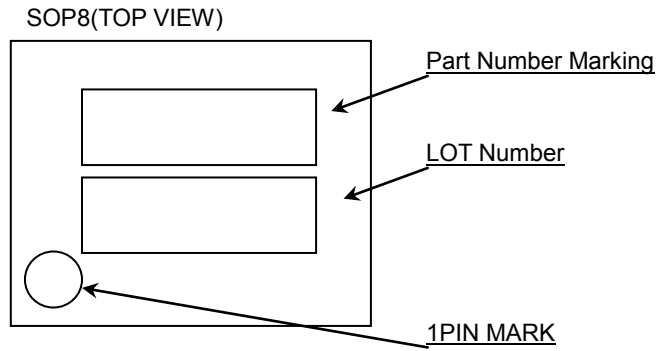 SOP8(TOP VIEW)
Part Number Marking
LOT Number
1PIN MARK